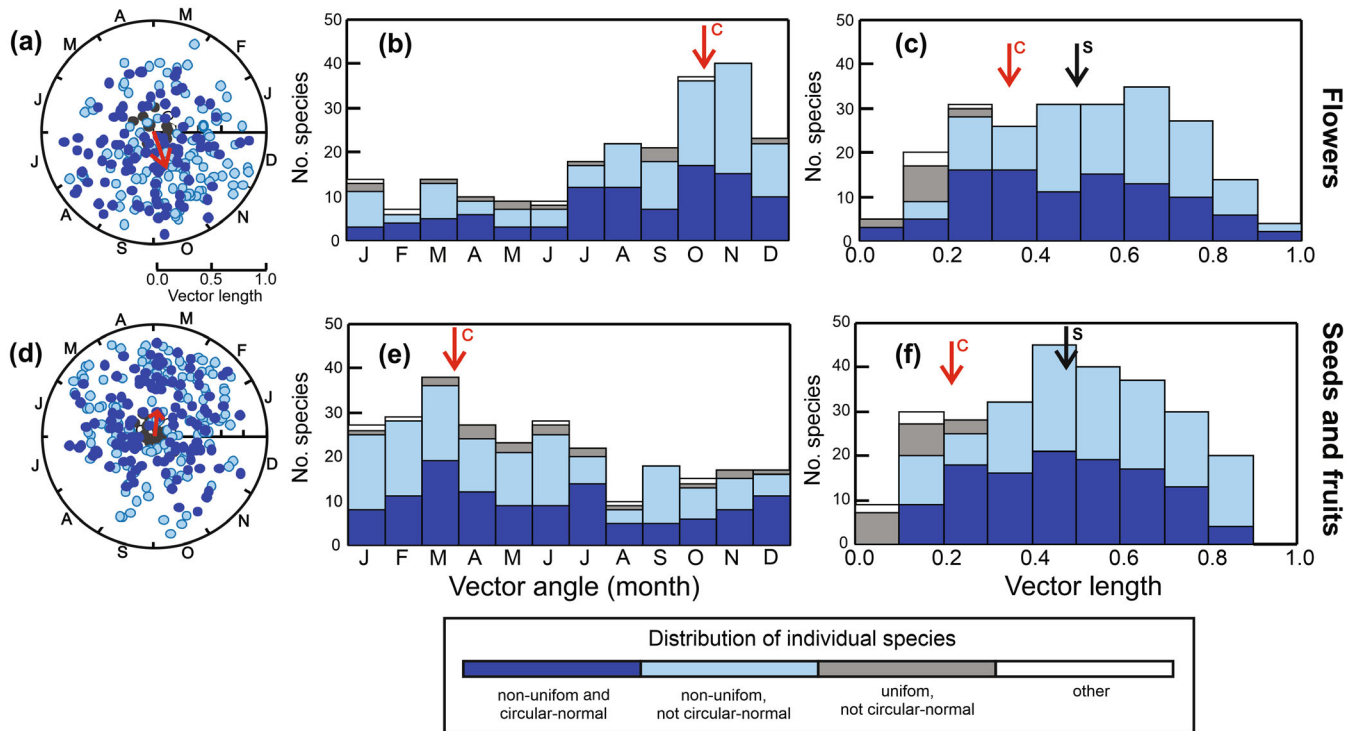 (a)
A
M
M
F
J
J
J
D
A
N
S
O
0.0 0.5 1.0
Vector length
(b)
C
50
40
30
20
10
0
No. species
J F M A M J J A S O N D
(c)
C
S
50
40
30
20
10
0
No. species
0.2 0.4 0.6 0.8 1.0
Flowers
(d)
A
M
M
F
J
J
J
D
A
N
S
O
(e)
C
50
40
30
20
10
0
No. species
J F M A M J J A S O N D
Vector angle (month)
(f)
C
S
50
40
30
20
10
0
No. species
0.2 0.4 0.6 0.8 1.0
Vector length
Seeds and fruits
Distribution of individual species
non-unifom and
circular-normal
non-unifom,
not circular-normal
unifom,
not circular-normal
other